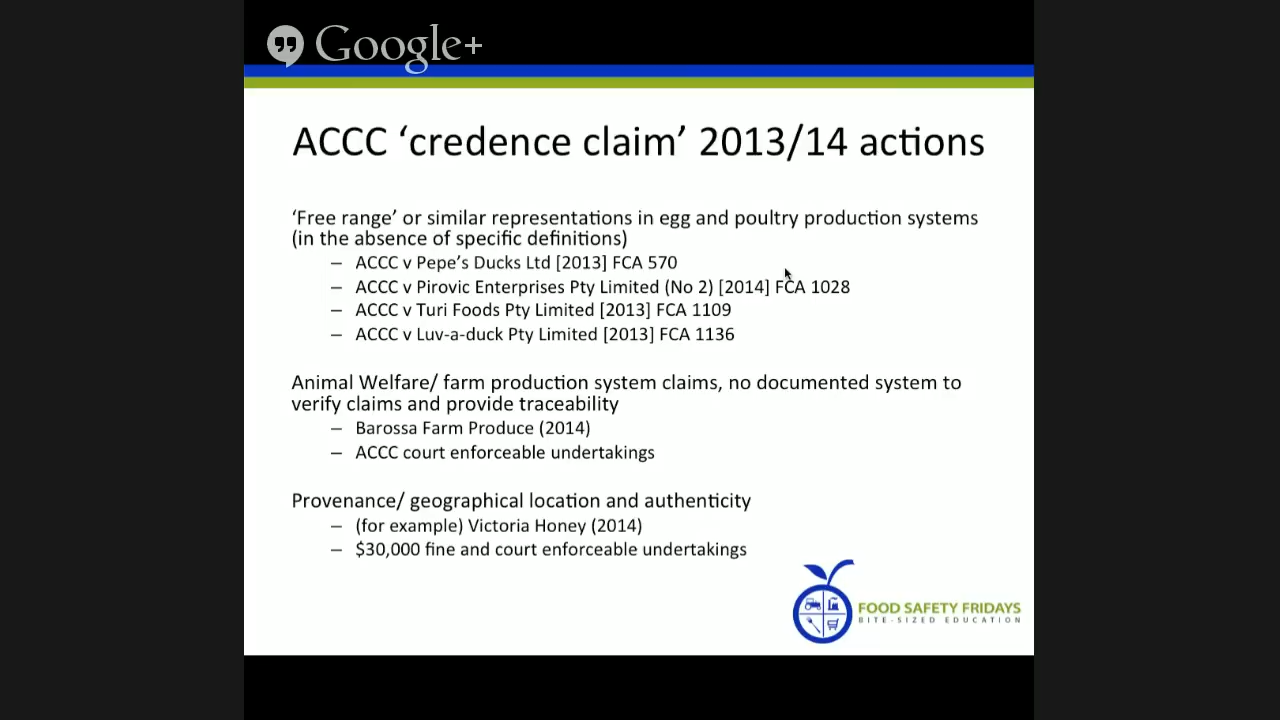 Google+
ACCC ‘credence claim’ 2013/14 actions
‘Free range’ or similar representations in egg and poultry production systems
(in the absence of specific definitions)
– ACCC v Pepe’s Ducks Ltd [2013] FCA 570
– ACCC v Pirovic Enterprises Pty Limited (No 2) [2014] FCA 1028
– ACCC v Turi Foods Pty Limited [2013] FCA 1109
– ACCC v Luv-a-duck Pty Limited [2013] FCA 1136
Animal Welfare/ farm production system claims, no documented system to
verify claims and provide traceability
– Barossa Farm Produce (2014)
– ACCC court enforceable undertakings
Provenance/ geographical location and authenticity
– (for example) Victoria Honey (2014)
– $30,000 fine and court enforceable undertakings
FOOD SAFETY FRIDAYS
BITE-SIZED EDUCATION